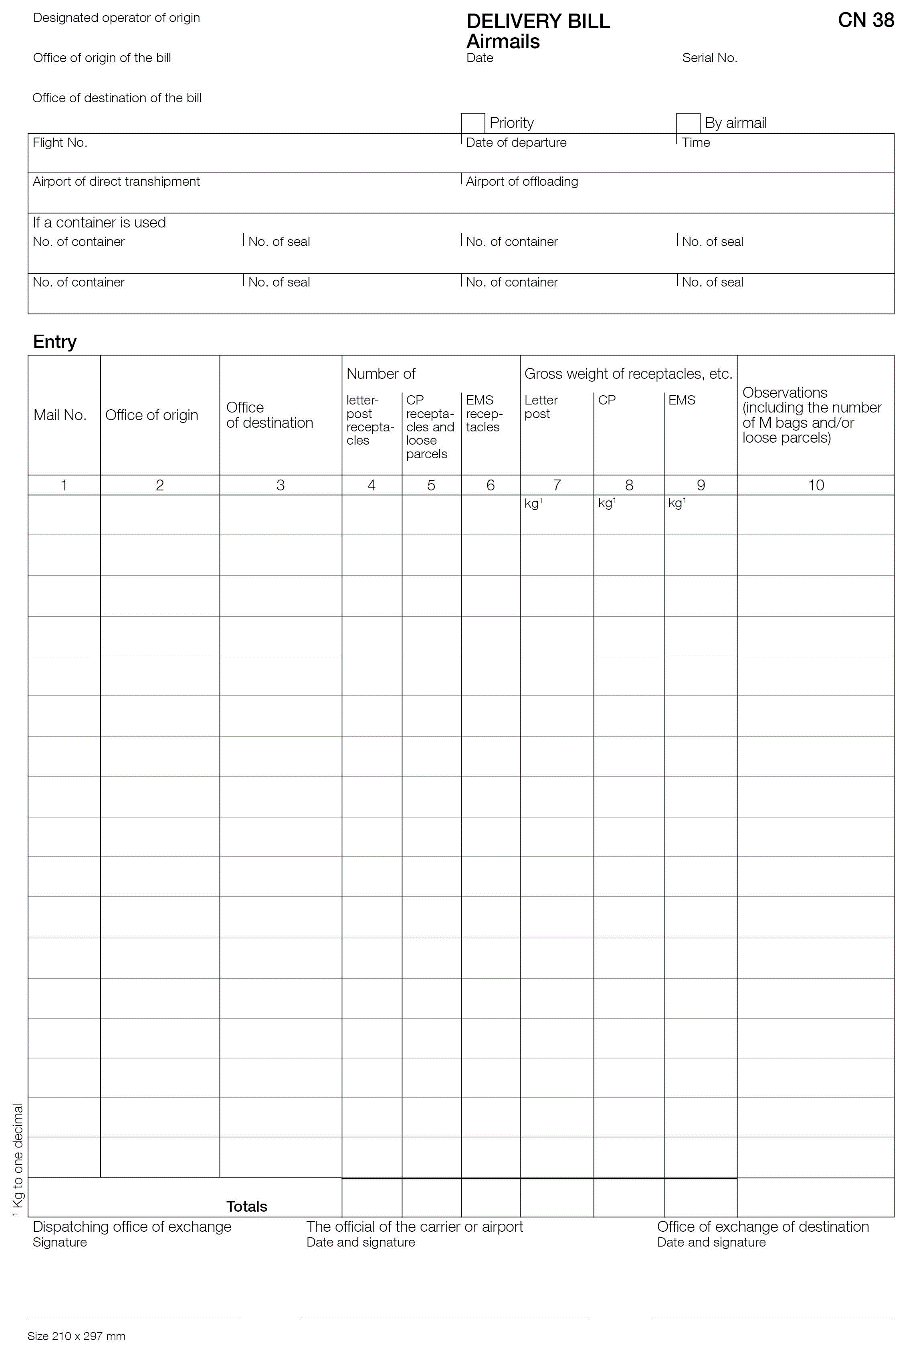 Designated operator of origin
DELIVERY BILL
CN 38
Airmails
Office of origin of the bill
Date
Serial No.
Office of destination of the bill
Priority
By airmail
Flight No.
Date of departure
Time
Airport of direct transhipment
Airport of offloading
If a container is used
No. of container
No. of seal
No. of container
No. of seal
No. of container
No. of seal
No. of container
No. of seal
Entry
Mail No.
Office of origin
Office
of destination
Number of
letter-
post
recepta-
cles
CP
recepta-
cles and
loose
parcels
EMS
recep-
tacles
Gross weight of receptacles, etc.
Letter
post
CP
EMS
Observations
(including the number
of M bags and/or
loose parcels)
1 2 3 4 5 6 7 8 9 10
kg¹ kg¹ kg¹
¹ Kg to one decimal
Totals
Dispatching office of exchange
Signature
The official of the carrier or airport
Date and signature
Office of exchange of destination
Date and signature
Size 210 x 297 mm